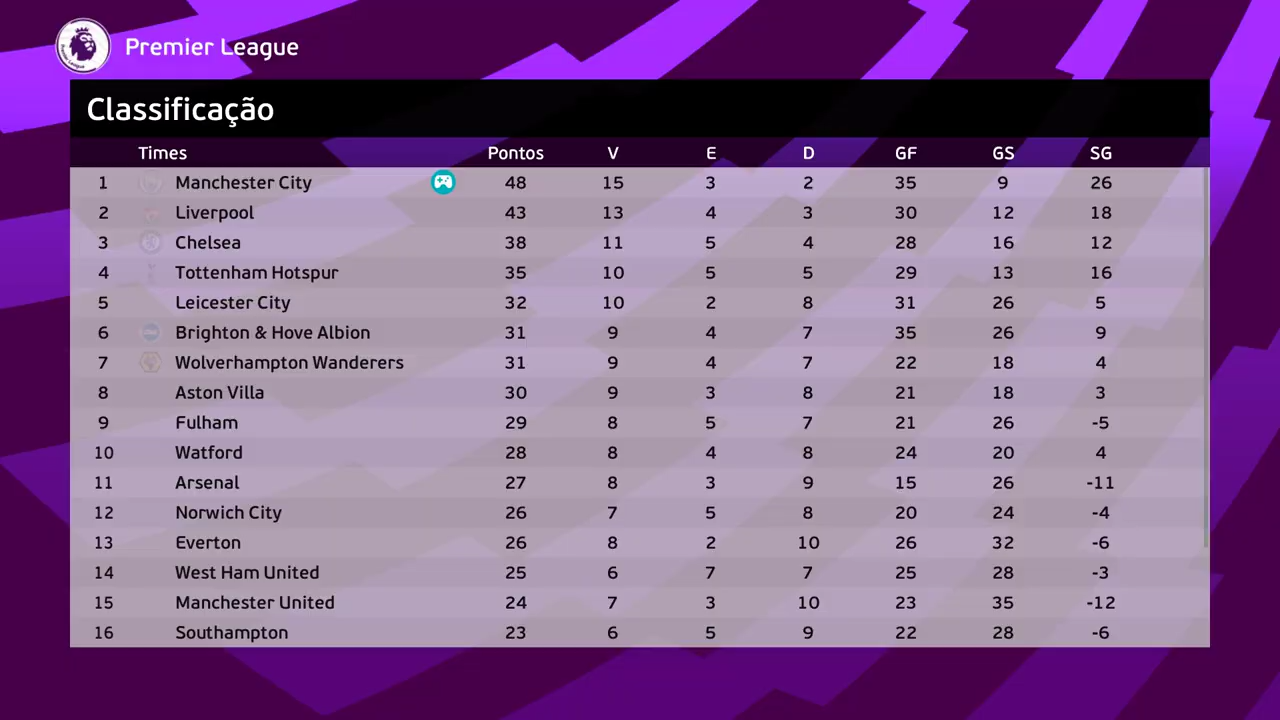 Premier League
Classificação
Times Pontos V E D GF GS SG
1 Manchester City 48 15 3 2 35 9 26
2 Liverpool 43 13 4 3 30 12 18
3 Chelsea 38 11 5 4 28 16 12
4 Tottenham Hotspur 35 10 5 5 29 13 16
5 Leicester City 32 10 2 8 31 26 5
6 Brighton & Hove Albion 31 9 4 7 35 26 9
7 Wolverhampton Wanderers 31 9 4 7 22 18 4
8 Aston Villa 30 9 3 8 21 18 3
9 Fulham 29 8 5 7 21 26 -5
10 Watford 28 8 4 8 24 20 4
11 Arsenal 27 8 3 9 15 26 -11
12 Norwich City 26 7 5 8 20 24 -4
13 Everton 26 8 2 10 26 32 -6
14 West Ham United 25 6 7 7 25 28 -3
15 Manchester United 24 7 3 10 23 35 -12
16 Southampton 23 6 5 9 22 28 -6